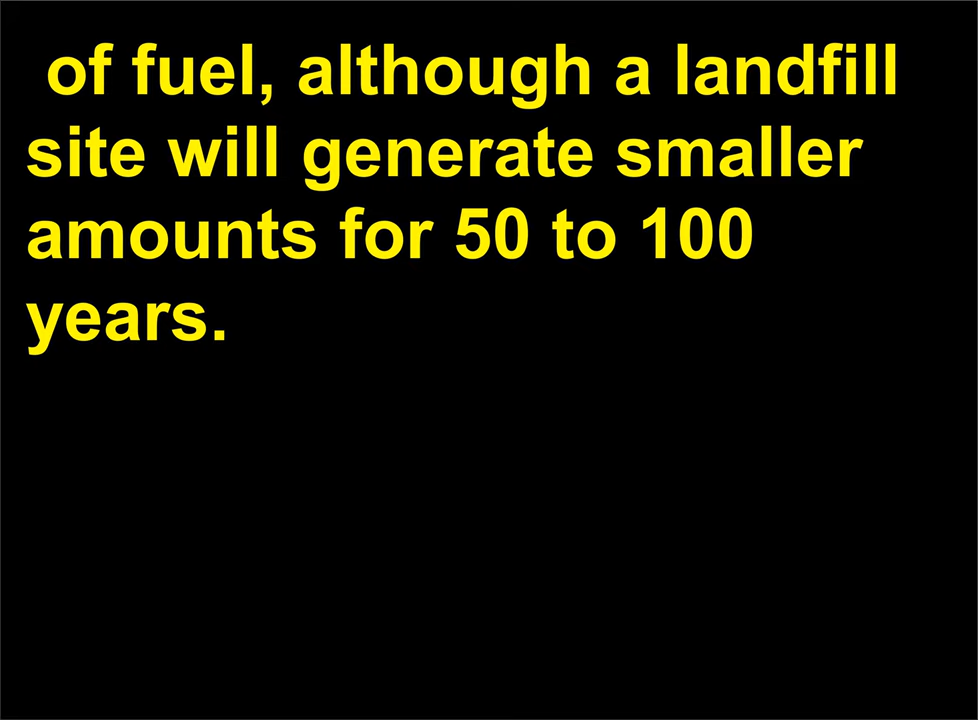 of fuel, although a landfill
site will generate smaller
amounts for 50 to 100
years.